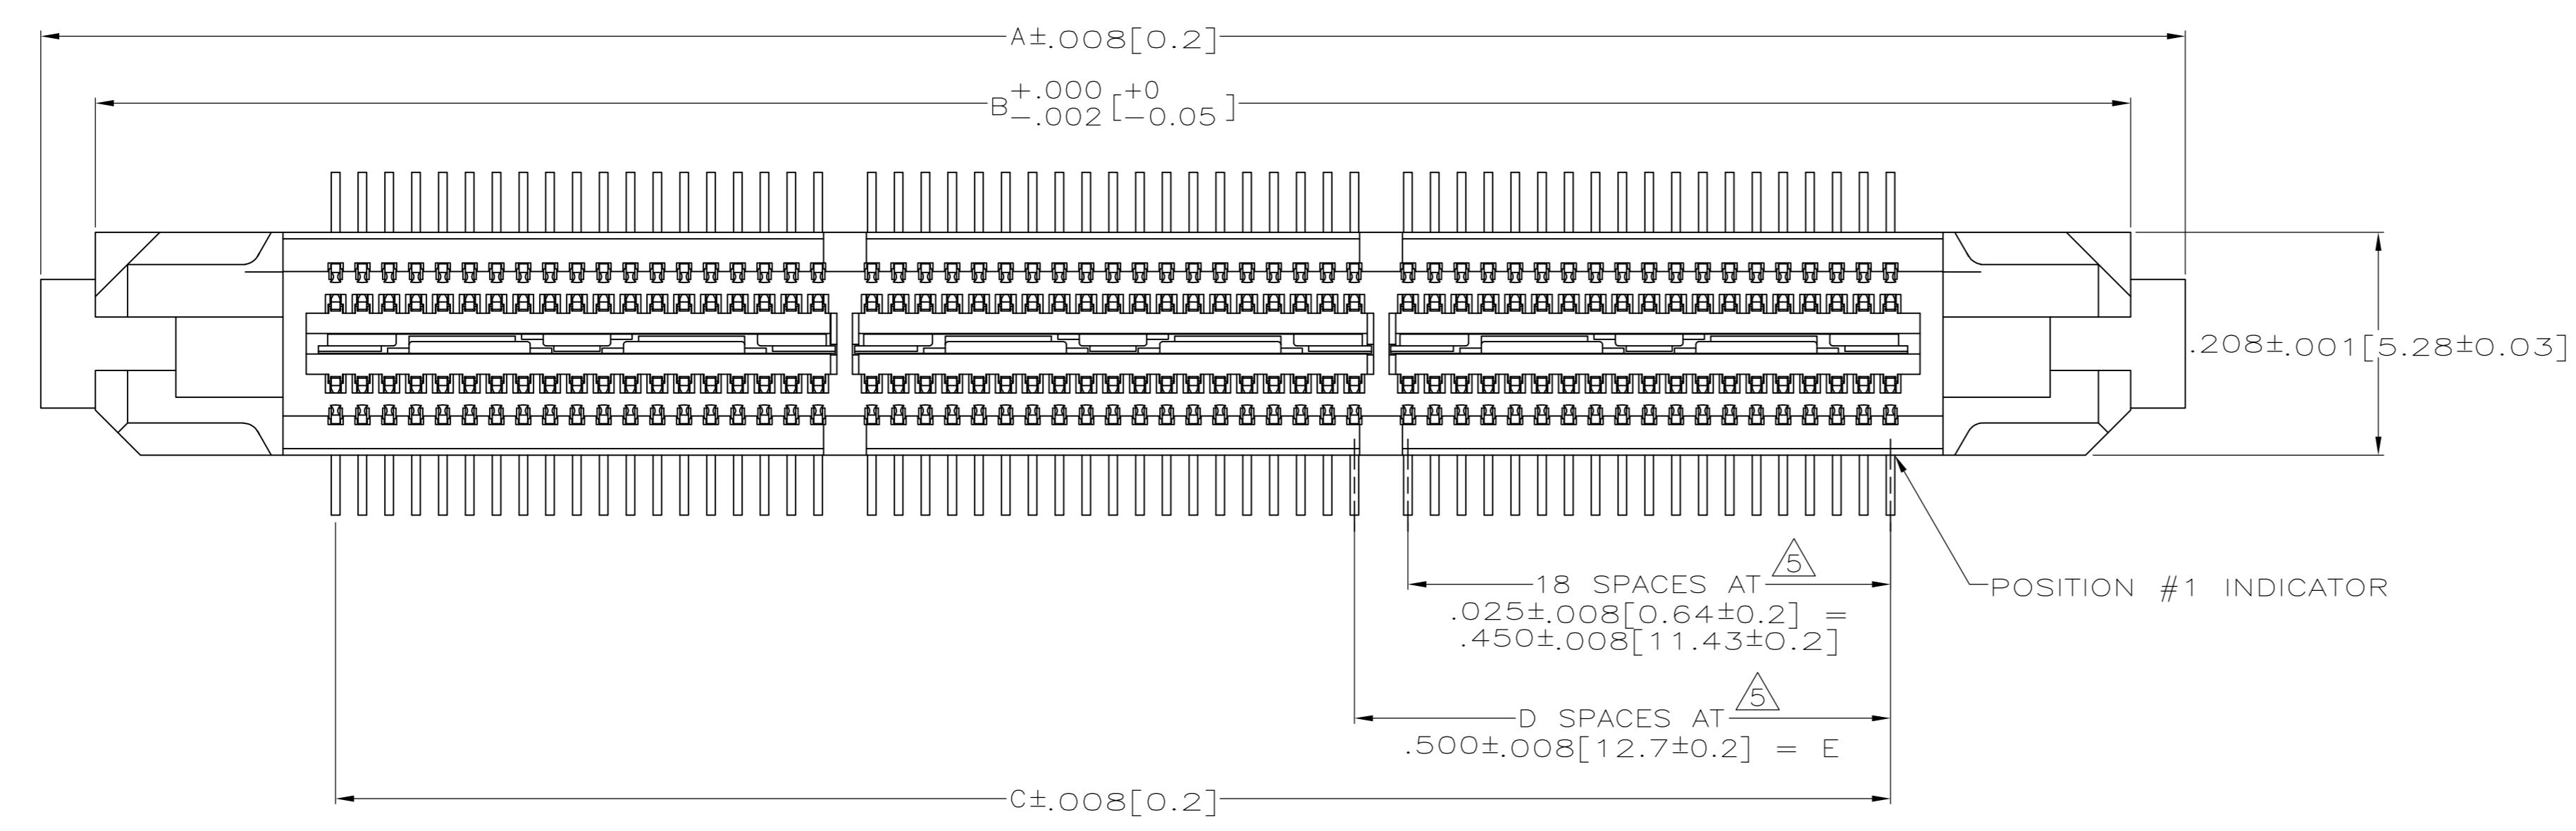 A±.008[0.2]
B +.000 -.002 [ +0 -0.05 ]
.208±.001[5.28±0.03]
5
18 SPACES AT
.025±.008[0.64±0.2] =
.450±.008[11.43±0.2]
POSITION #1 INDICATOR
5
D SPACES AT
.500±.008[12.7±0.2] = E
C±.008[0.2]